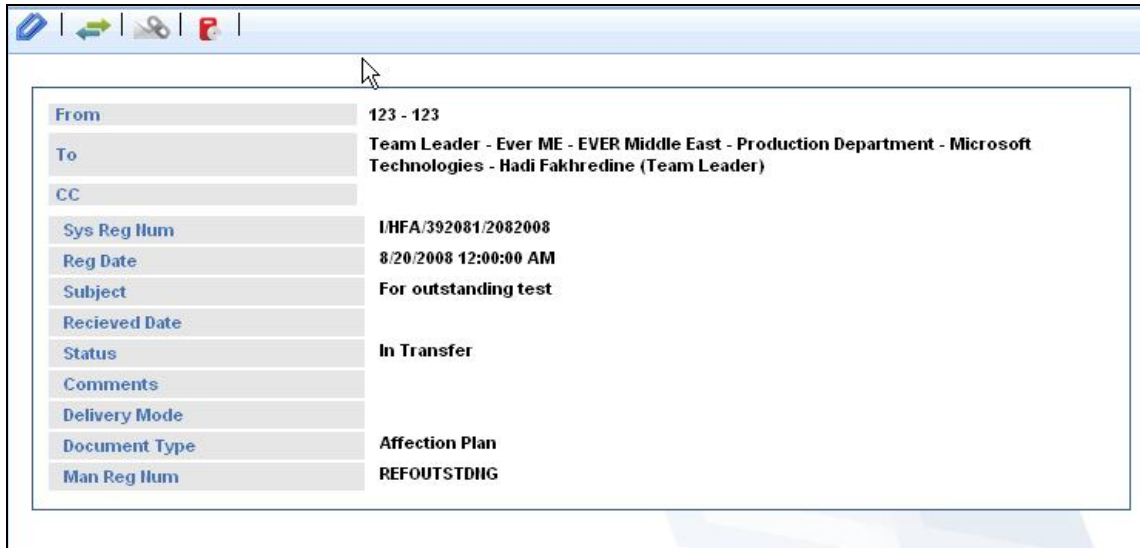 From 123 - 123
To Team Leader - Ever ME - EVER Middle East - Production Department - Microsoft
Technologies - Hadi Fakhredine (Team Leader)
CC
Sys Reg Num I/HFA/392081/2082008
Reg Date 8/20/2008 12:00:00 AM
Subject For outstanding test
Recieved Date
Status In Transfer
Comments
Delivery Mode
Document Type Affection Plan
Man Reg Num REFOUTSTDNG